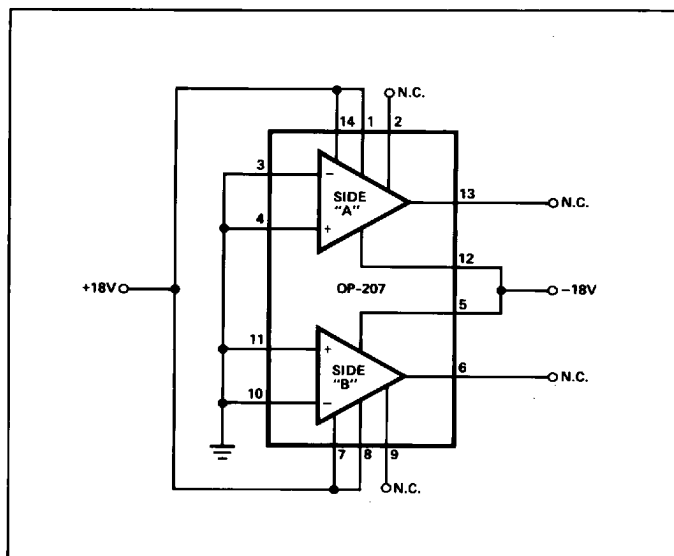 N.C.
14 1 2
3
SIDE
"A"
−
+
4
13
N.C.
12
+18V
OP-207
−18V
5
11
+
SIDE
"B"
−
10
6
N.C.
7 8 9
N.C.